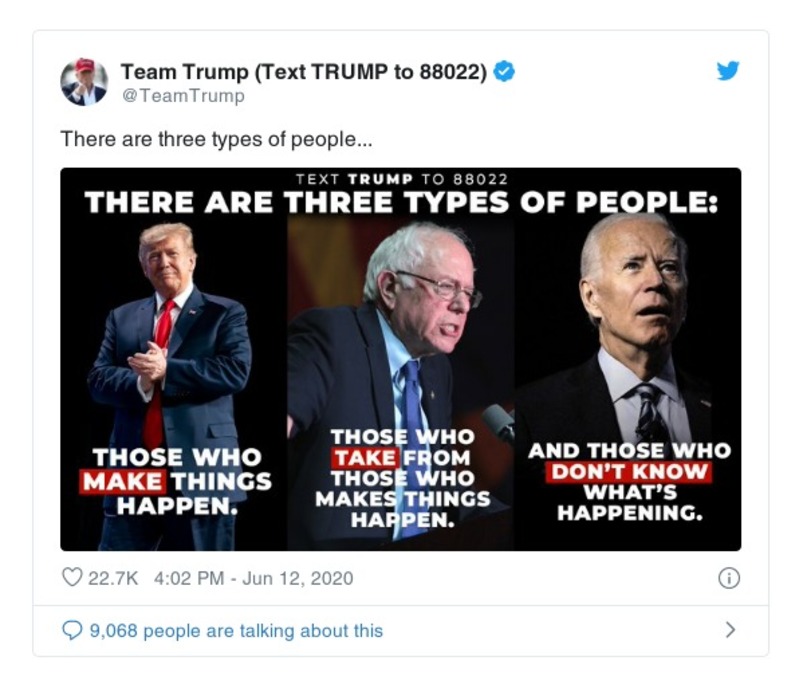 Team Trump (Text TRUMP to 88022)
@TeamTrump
There are three types of people...
TEXT TRUMP TO 88022
THERE ARE THREE TYPES OF PEOPLE:
THOSE WHO
MAKE THINGS
HAPPEN.
THOSE WHO
TAKE FROM
THOSE WHO
MAKES THINGS
HAPPEN.
AND THOSE WHO
DON'T KNOW
WHAT'S
HAPPENING.
22.7K 4:02 PM - Jun 12, 2020
9,068 people are talking about this